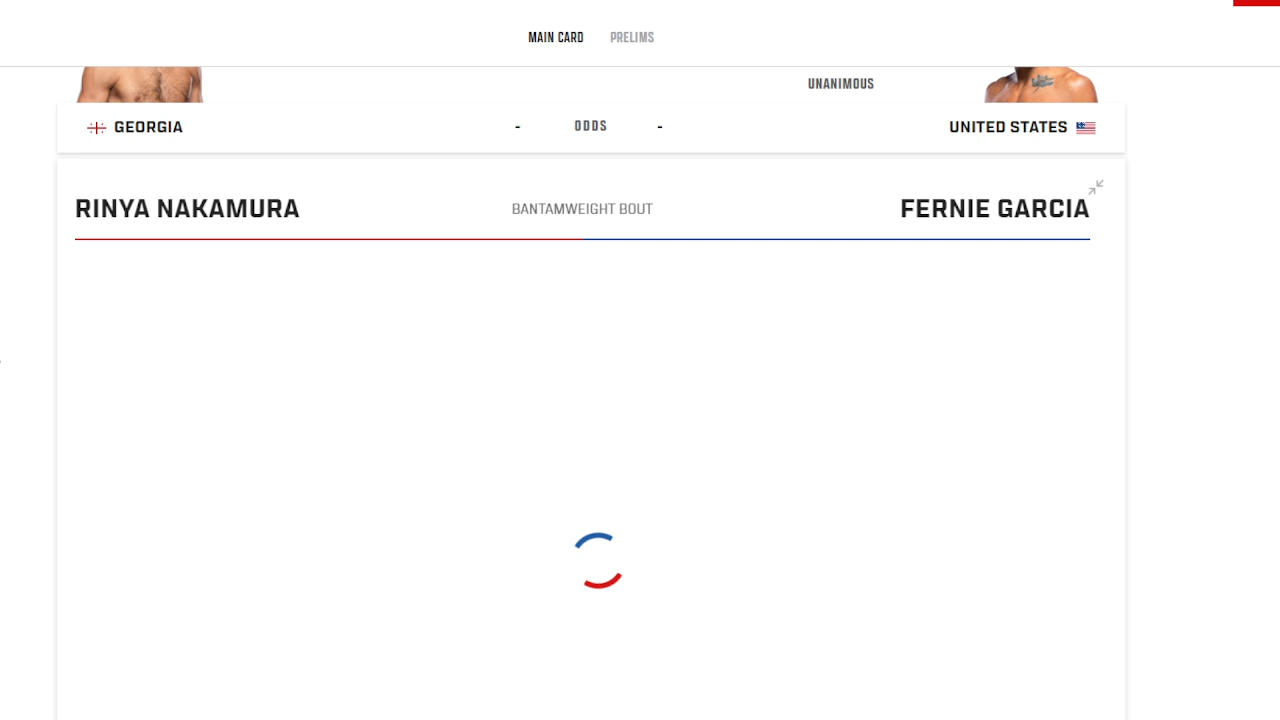 MAIN CARD PRELIMS
UNANIMOUS
GEORGIA - ODDS - UNITED STATES
RINYA NAKAMURA BANTAMWEIGHT BOUT FERNIE GARCIA